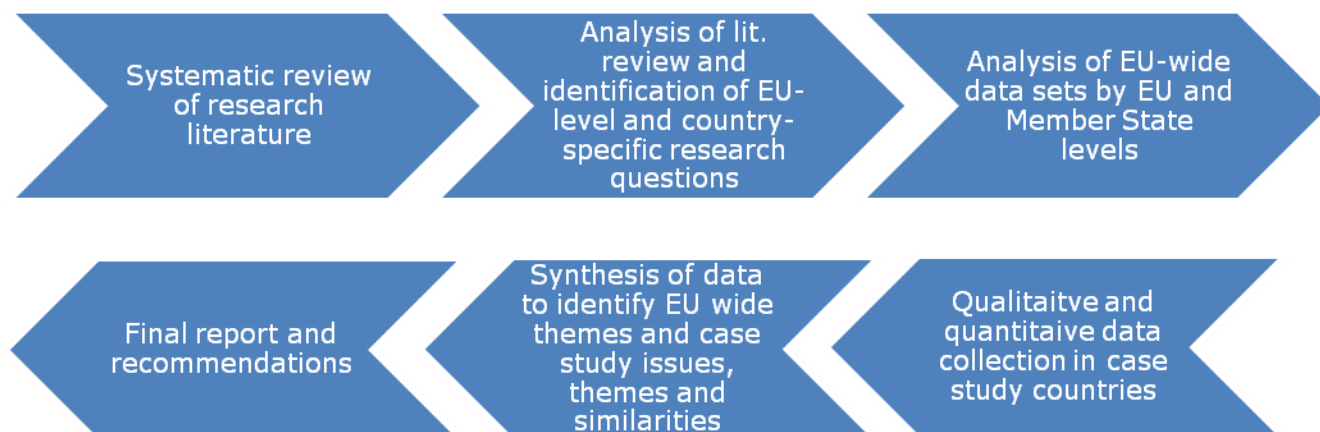 Systematic review
of research
literature
Analysis of lit.
review and
identification of EU-
level and country-
specific research
questions
Analysis of EU-wide
data sets by EU and
Member State
levels
Final report and
recommendations
Synthesis of data
to identify EU wide
themes and case
study issues,
themes and
similarities
Qualitaitve and
quantitaive data
collection in case
study countries